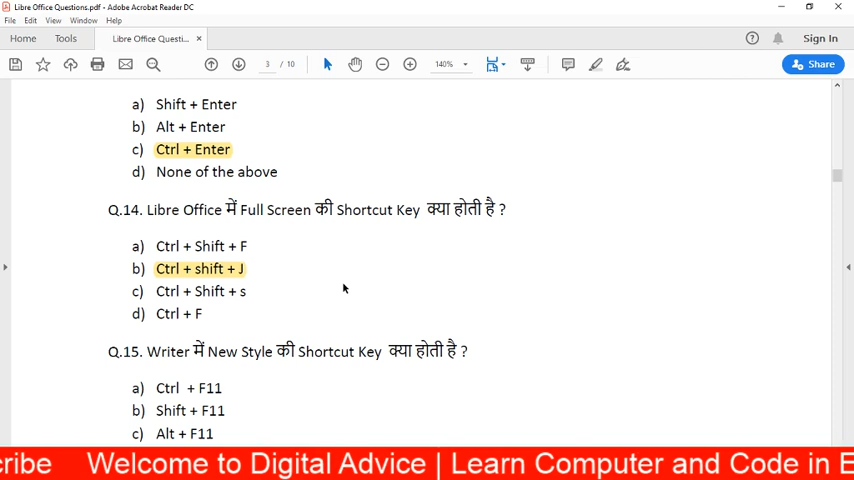 Libre Office Questions.pdf - Adobe Acrobat Reader DC
File Edit View Window Help
Home Tools Libre Office Questi... × Sign In
3 / 10 140% Share
a) Shift + Enter
b) Alt + Enter
c) Ctrl + Enter
d) None of the above
Q.14. Libre Office में Full Screen की Shortcut Key क्या होती है ?
a) Ctrl + Shift + F
b) Ctrl + shift + J
c) Ctrl + Shift + s
d) Ctrl + F
Q.15. Writer में New Style की Shortcut Key क्या होती है ?
a) Ctrl + F11
b) Shift + F11
c) Alt + F11
cribe Welcome to Digital Advice | Learn Computer and Code in E